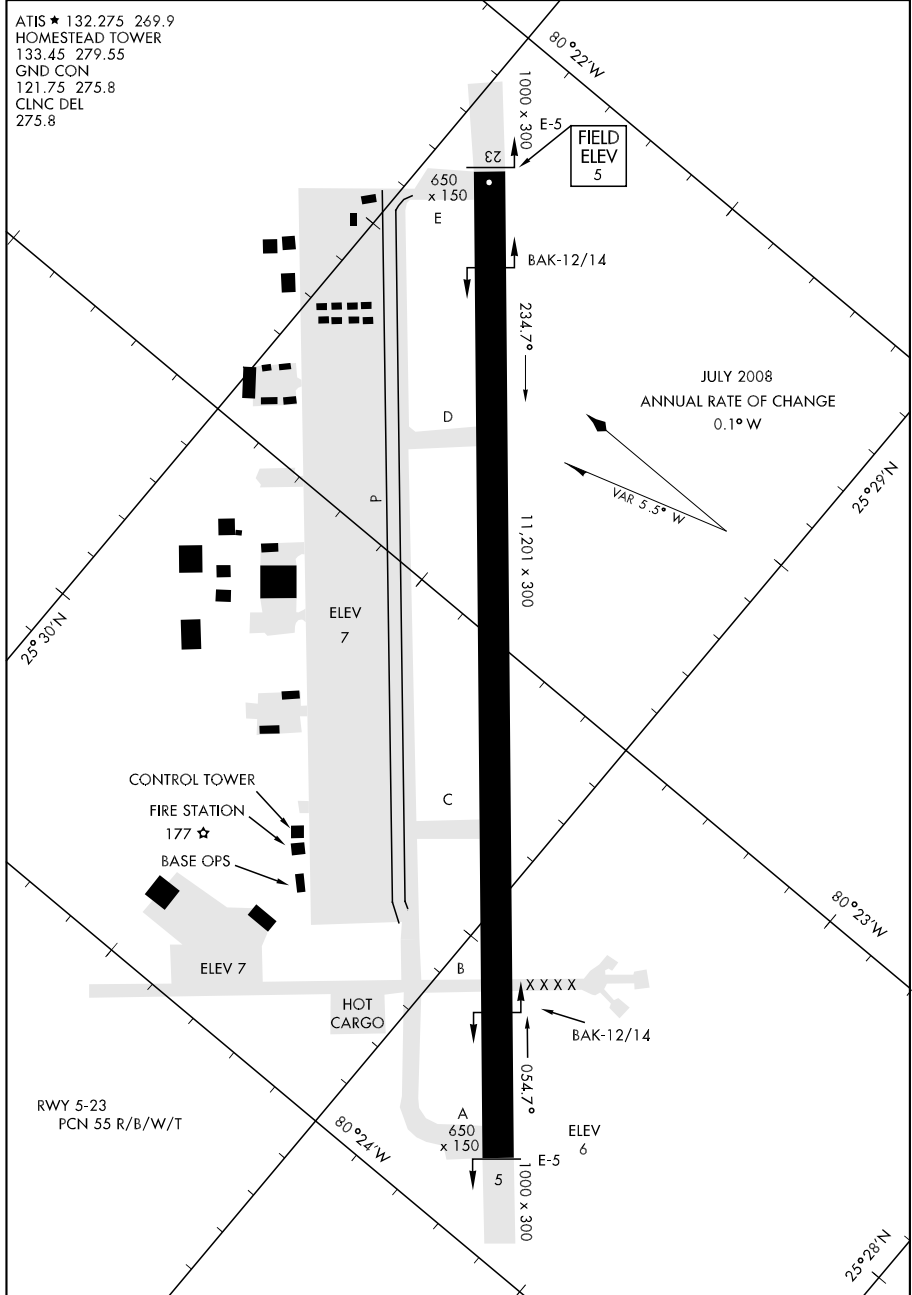 ATIS ★ 132.275 269.9
HOMESTEAD TOWER
133.45 279.55
GND CON
121.75 275.8
CLNC DEL
275.8
80°22'W
1000 x 300
E-5
FIELD
ELEV
5
23
650
x 150
E
BAK-12/14
234.7°
JULY 2008
ANNUAL RATE OF CHANGE
0.1° W
D
VAR 5.5° W
25°29'N
P
11,201 x 300
ELEV
7
25°30'N
CONTROL TOWER
FIRE STATION
177
BASE OPS
C
80°23'W
ELEV 7
B
X X X X
HOT
CARGO
BAK-12/14
054.7°
RWY 5-23
PCN 55 R/B/W/T
80°24'W
A
650
x 150
ELEV
6
E-5
5
1000 x 300
25°28'N